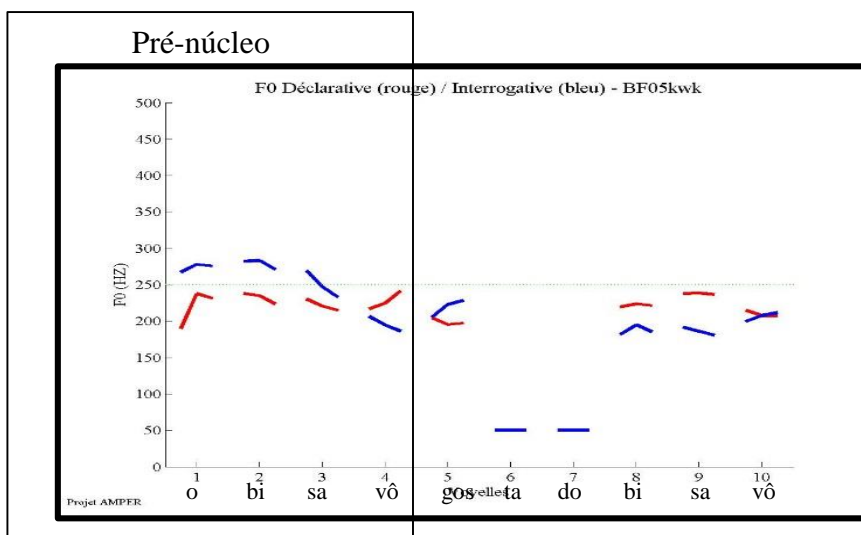 Pré-núcleo
F0 Déclarative (rouge) / Interrogative (bleu) - BF05kwk
500
450
400
350
300
250
200
150
100
50
0
F0 (HZ)
1 2 3 4 5 6 7 8 9 10
o bi sa vô gos ta do bi sa vô
Projet AMPER